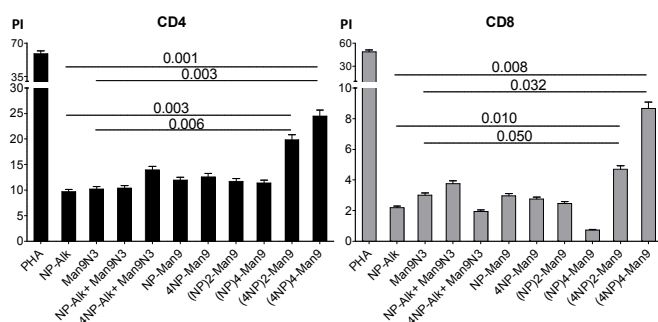 PI
CD4
70
35
30
25
20
15
10
5
0
0.001
0.003
0.003
0.006
PHA
NP-Alk
Man9N3
NP-Alk+ Man9N3
4NP-Alk+ Man9N3
NP-Man9
4NP-Man9
(NP)2-Man9
(NP)4-Man9
(4NP)2-Man9
(4NP)4-Man9
PI
CD8
60
30
10
8
6
4
2
0
0.008
0.032
0.010
0.050
PHA
NP-Alk
Man9N3
NP-Alk+ Man9N3
4NP-Alk+ Man9N3
NP-Man9
4NP-Man9
(NP)2-Man9
(NP)4-Man9
(4NP)2-Man9
(4NP)4-Man9